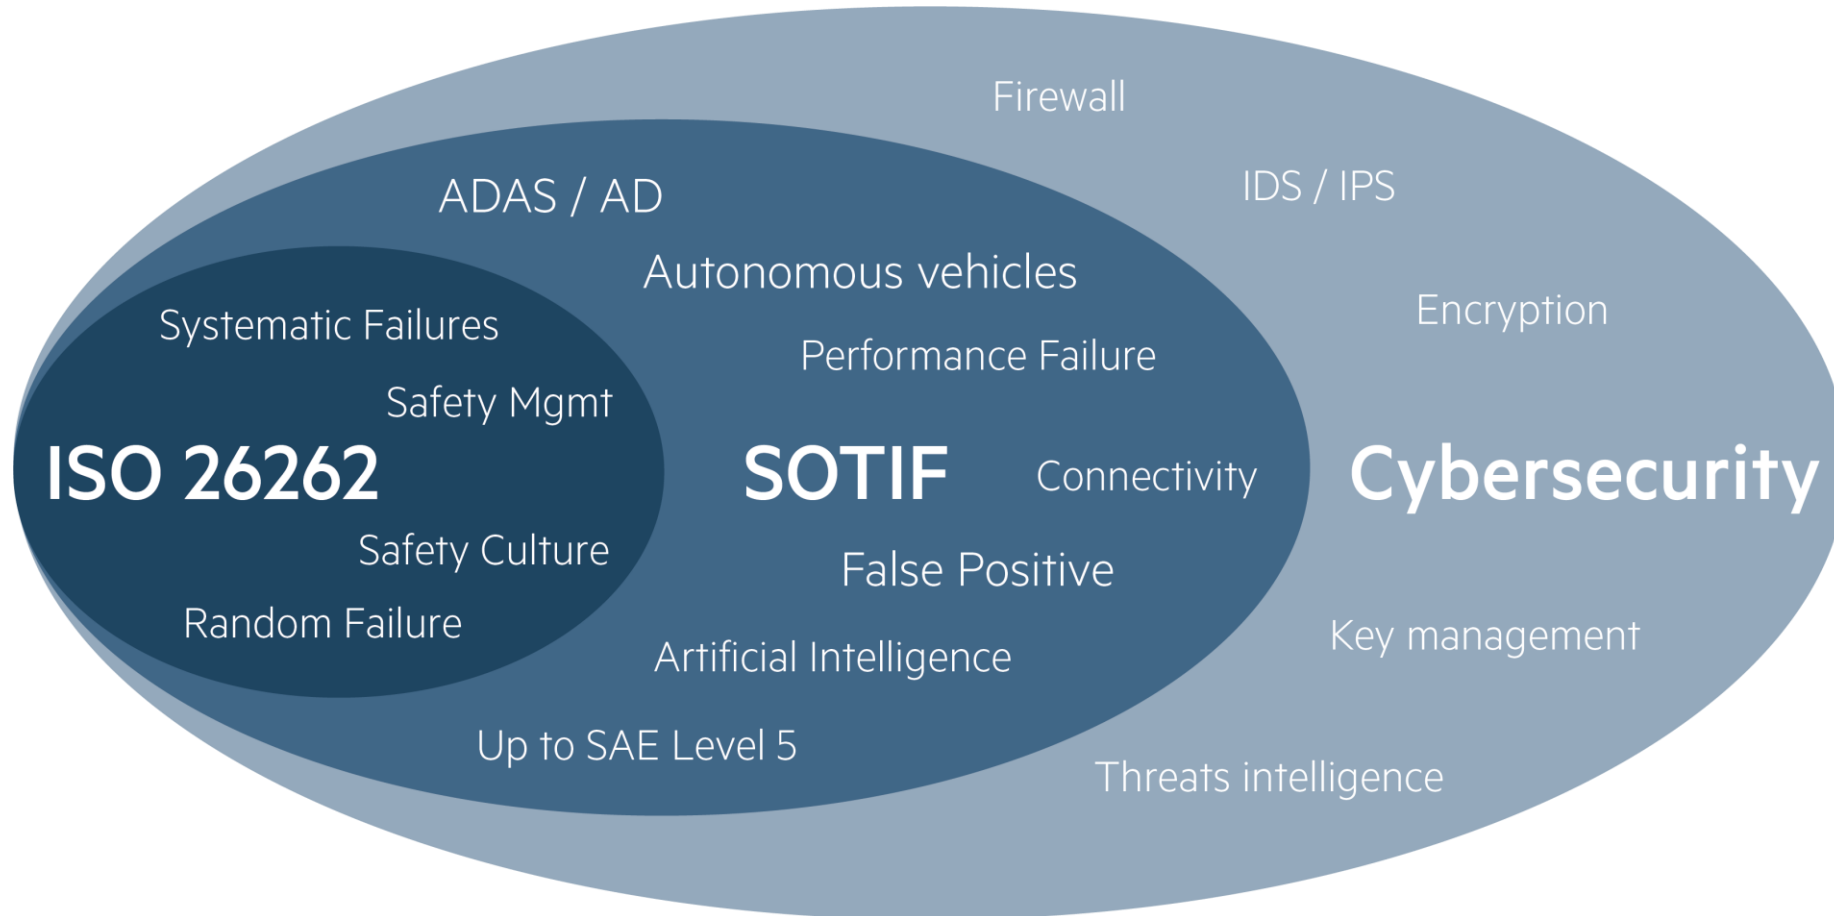 Firewall
ADAS / AD
IDS / IPS
Autonomous vehicles
Systematic Failures
Encryption
Performance Failure
Safety Mgmt
ISO 26262
SOTIF
Connectivity
Cybersecurity
Safety Culture
False Positive
Random Failure
Key management
Artificial Intelligence
Up to SAE Level 5
Threats intelligence